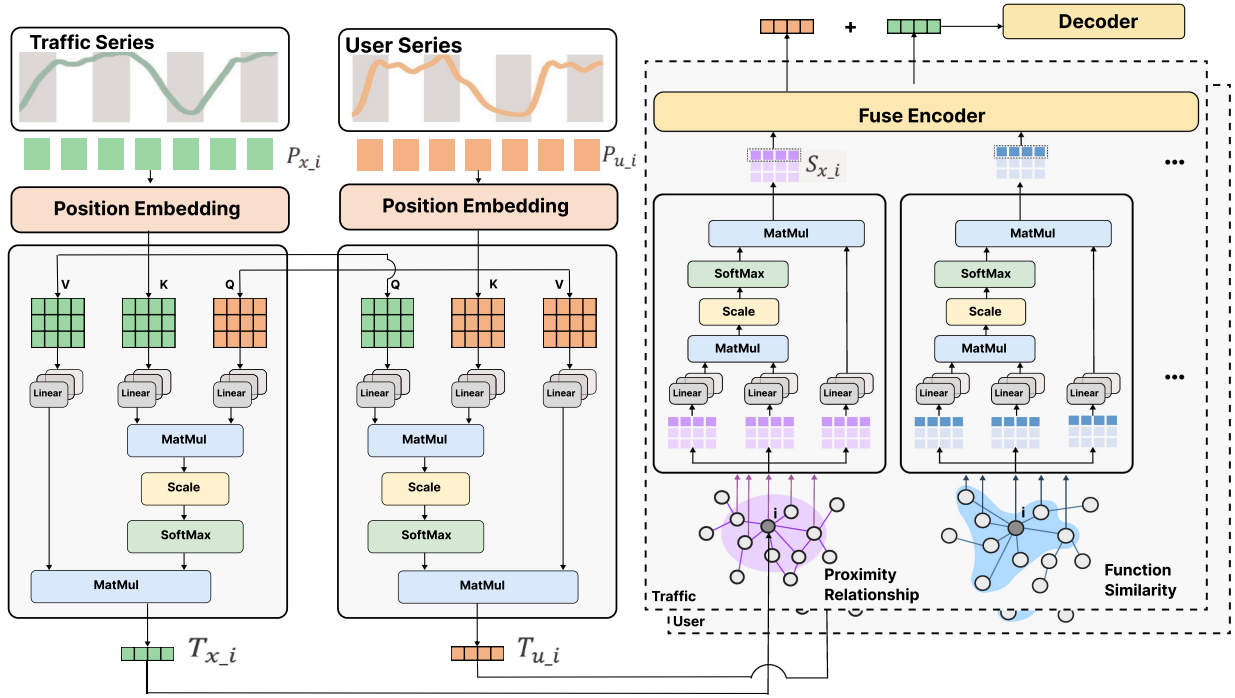 Traffic Series
P_{x_i}
Position Embedding
V
K
Q
Linear
Linear
Linear
MatMul
Scale
SoftMax
MatMul
T_{x_i}
User Series
P_{u_i}
Position Embedding
Q
K
V
Linear
Linear
Linear
MatMul
Scale
SoftMax
MatMul
T_{u_i}
+
Decoder
Fuse Encoder
S_{x_i}
...
MatMul
SoftMax
Scale
MatMul
Linear
Linear
Linear
i
Proximity
Relationship
MatMul
SoftMax
Scale
MatMul
Linear
Linear
Linear
...
i
Function
Similarity
Traffic
User